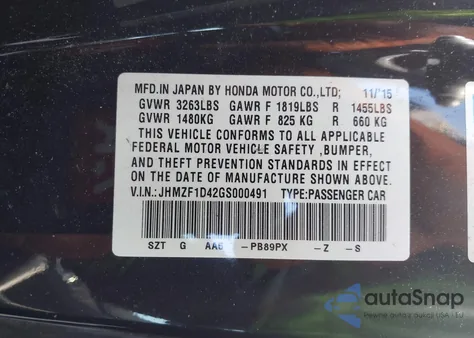 MFD.IN JAPAN BY HONDA MOTOR CO.,LTD; 11/'15
GVWR 3263LBS GAWR F 1819LBS R 1455LBS
GVWR 1480KG GAWR F 825 KG R 660 KG
THIS VEHICLE CONFORMS TO ALL APPLICABLE
FEDERAL MOTOR VEHICLE SAFETY ,BUMPER,
AND THEFT PREVENTION STANDARDS IN EFFECT
ON THE DATE OF MANUFACTURE SHOWN ABOVE.
V.I.N.: JHMZF1D42GS000491 TYPE:PASSENGER CAR
SZT G AA6 -PB89PX -Z -S
autoSnap